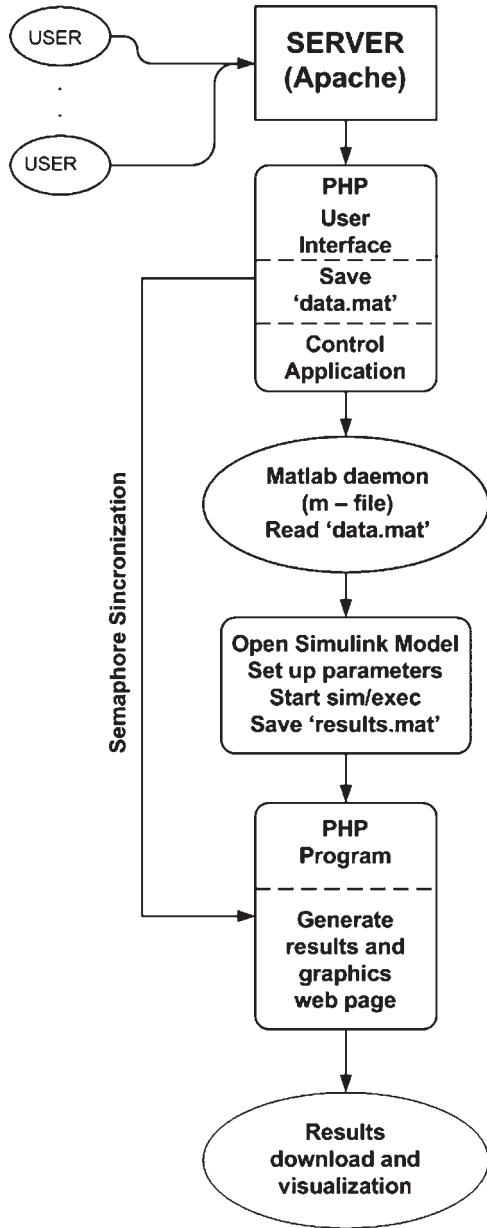 USER
USER
SERVER
(Apache)
PHP
User
Interface
Save
‘data.mat’
Control
Application
Semaphore Sincronization
Matlab daemon
(m – file)
Read ‘data.mat’
Open Simulink Model
Set up parameters
Start sim/exec
Save ‘results.mat’
PHP
Program
Generate
results and
graphics
web page
Results
download and
visualization